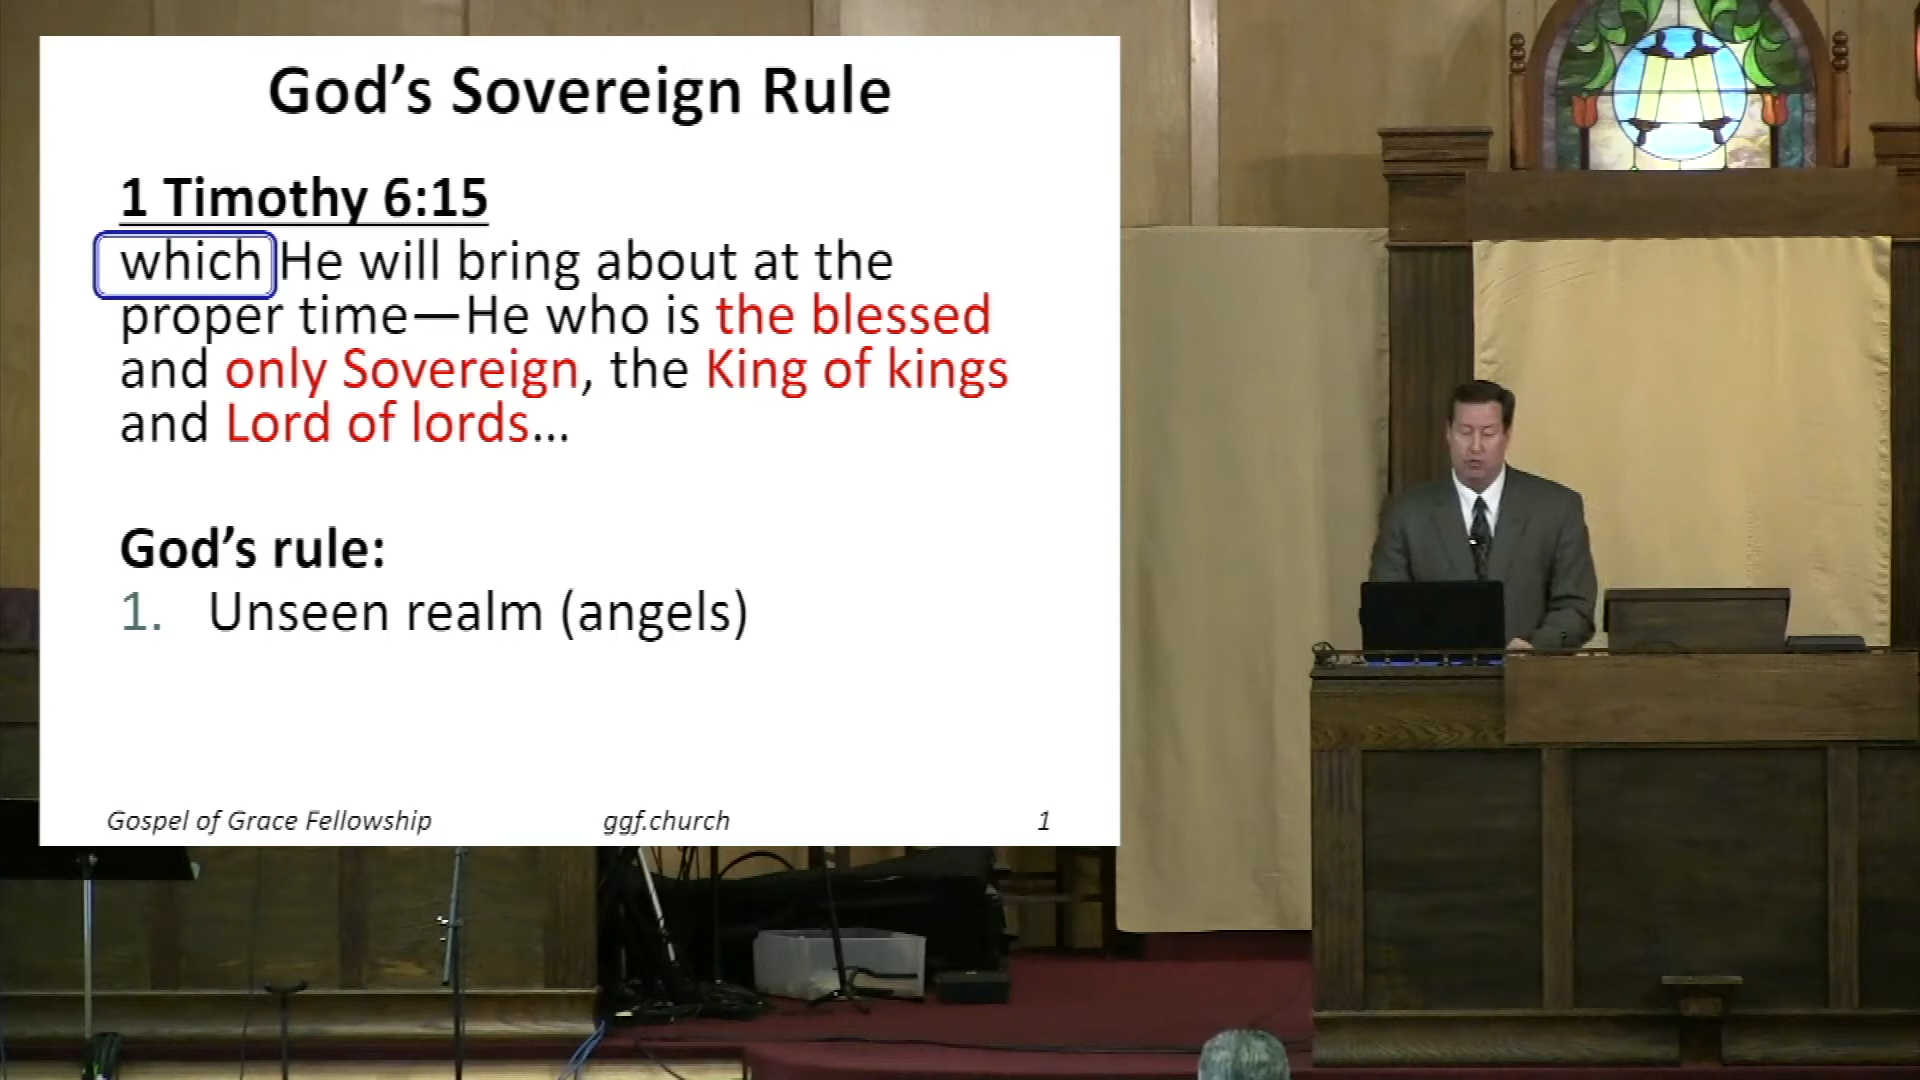 God’s Sovereign Rule
1 Timothy 6:15
which He will bring about at the
proper time—He who is the blessed
and only Sovereign, the King of kings
and Lord of lords…
God’s rule:
1. Unseen realm (angels)
Gospel of Grace Fellowship ggf.church 1